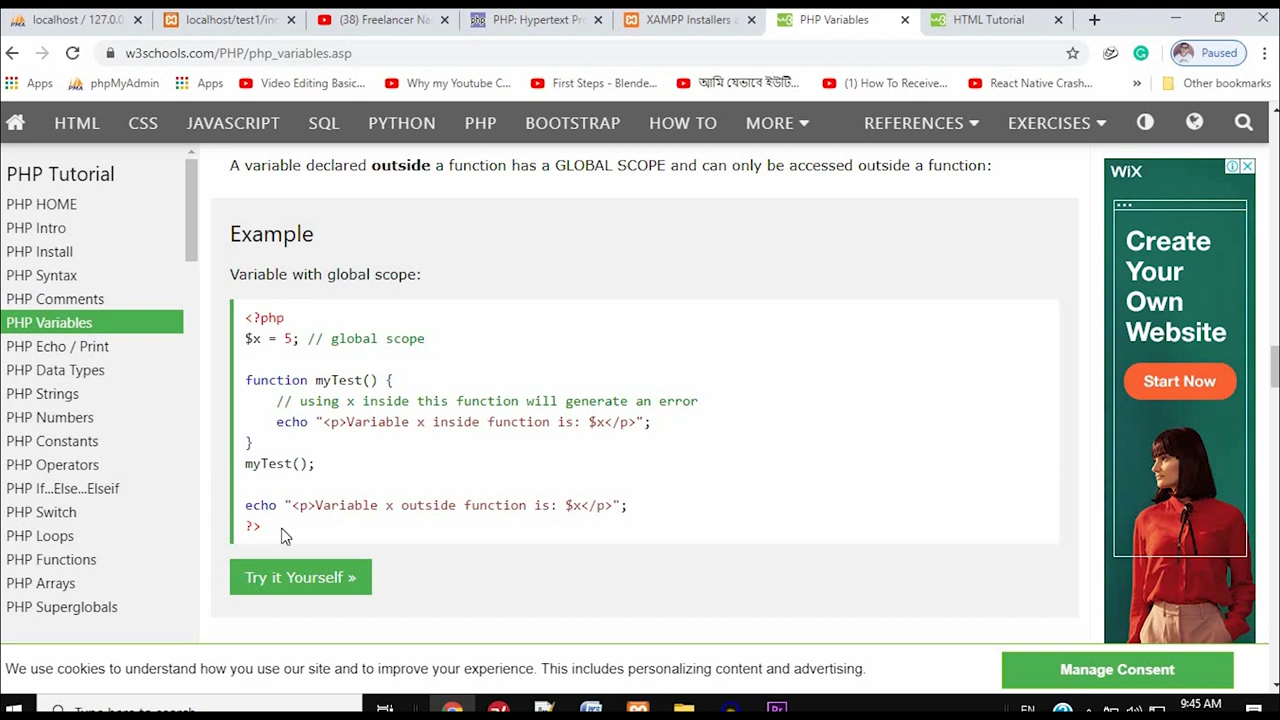 localhost / 127.0.0
localhost/test1/ind
(38) Freelancer Na
PHP: Hypertext Pre
XAMPP Installers a
PHP Variables
HTML Tutorial
w3schools.com/PHP/php_variables.asp
Paused
Apps
phpMyAdmin
Apps
Video Editing Basic...
Why my Youtube C...
First Steps - Blende...
আমি যেভাবে ইউটি...
(1) How To Receive...
React Native Crash...
»
Other bookmarks
HTML
CSS
JAVASCRIPT
SQL
PYTHON
PHP
BOOTSTRAP
HOW TO
MORE
REFERENCES
EXERCISES
PHP Tutorial
PHP HOME
PHP Intro
PHP Install
PHP Syntax
PHP Comments
PHP Variables
PHP Echo / Print
PHP Data Types
PHP Strings
PHP Numbers
PHP Constants
PHP Operators
PHP If...Else...Elseif
PHP Switch
PHP Loops
PHP Functions
PHP Arrays
PHP Superglobals
A variable declared outside a function has a GLOBAL SCOPE and can only be accessed outside a function:
Example
Variable with global scope:
<?php
$x = 5; // global scope
function myTest() {
// using x inside this function will generate an error
echo "<p>Variable x inside function is: $x</p>";
}
myTest();
echo "<p>Variable x outside function is: $x</p>";
?>
Try it Yourself »
WIX
Create
Your
Own
Website
Start Now
We use cookies to understand how you use our site and to improve your experience. This includes personalizing content and advertising.
Manage Consent
Type here to search
Pr
EN
9:45 AM